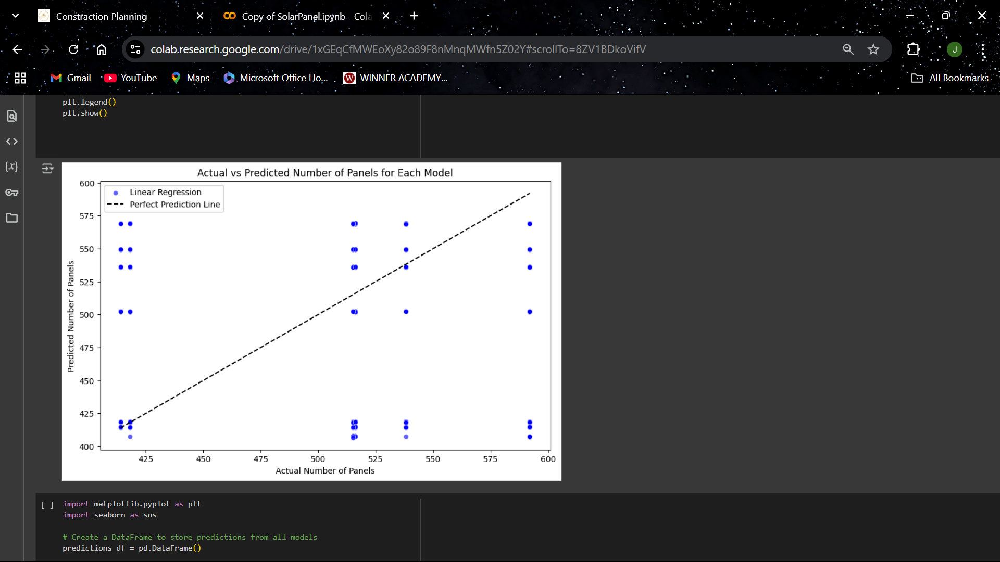 Constraction Planning
Copy of SolarPanel.ipynb - Cola
colab.research.google.com/drive/1xGEqCfMWEoXy82o89F8nMnqMWfn5Z02Y#scrollTo=8ZV1BDkoVifV
J
Gmail
YouTube
Maps
Microsoft Office Ho...
WINNER ACADEMY...
All Bookmarks
plt.legend()
plt.show()
{x}
Actual vs Predicted Number of Panels for Each Model
Linear Regression
Perfect Prediction Line
600
575
550
525
500
475
450
425
400
Predicted Number of Panels
425 450 475 500 525 550 575 600
Actual Number of Panels
[ ] import matplotlib.pyplot as plt
import seaborn as sns
# Create a DataFrame to store predictions from all models
predictions_df = pd.DataFrame()